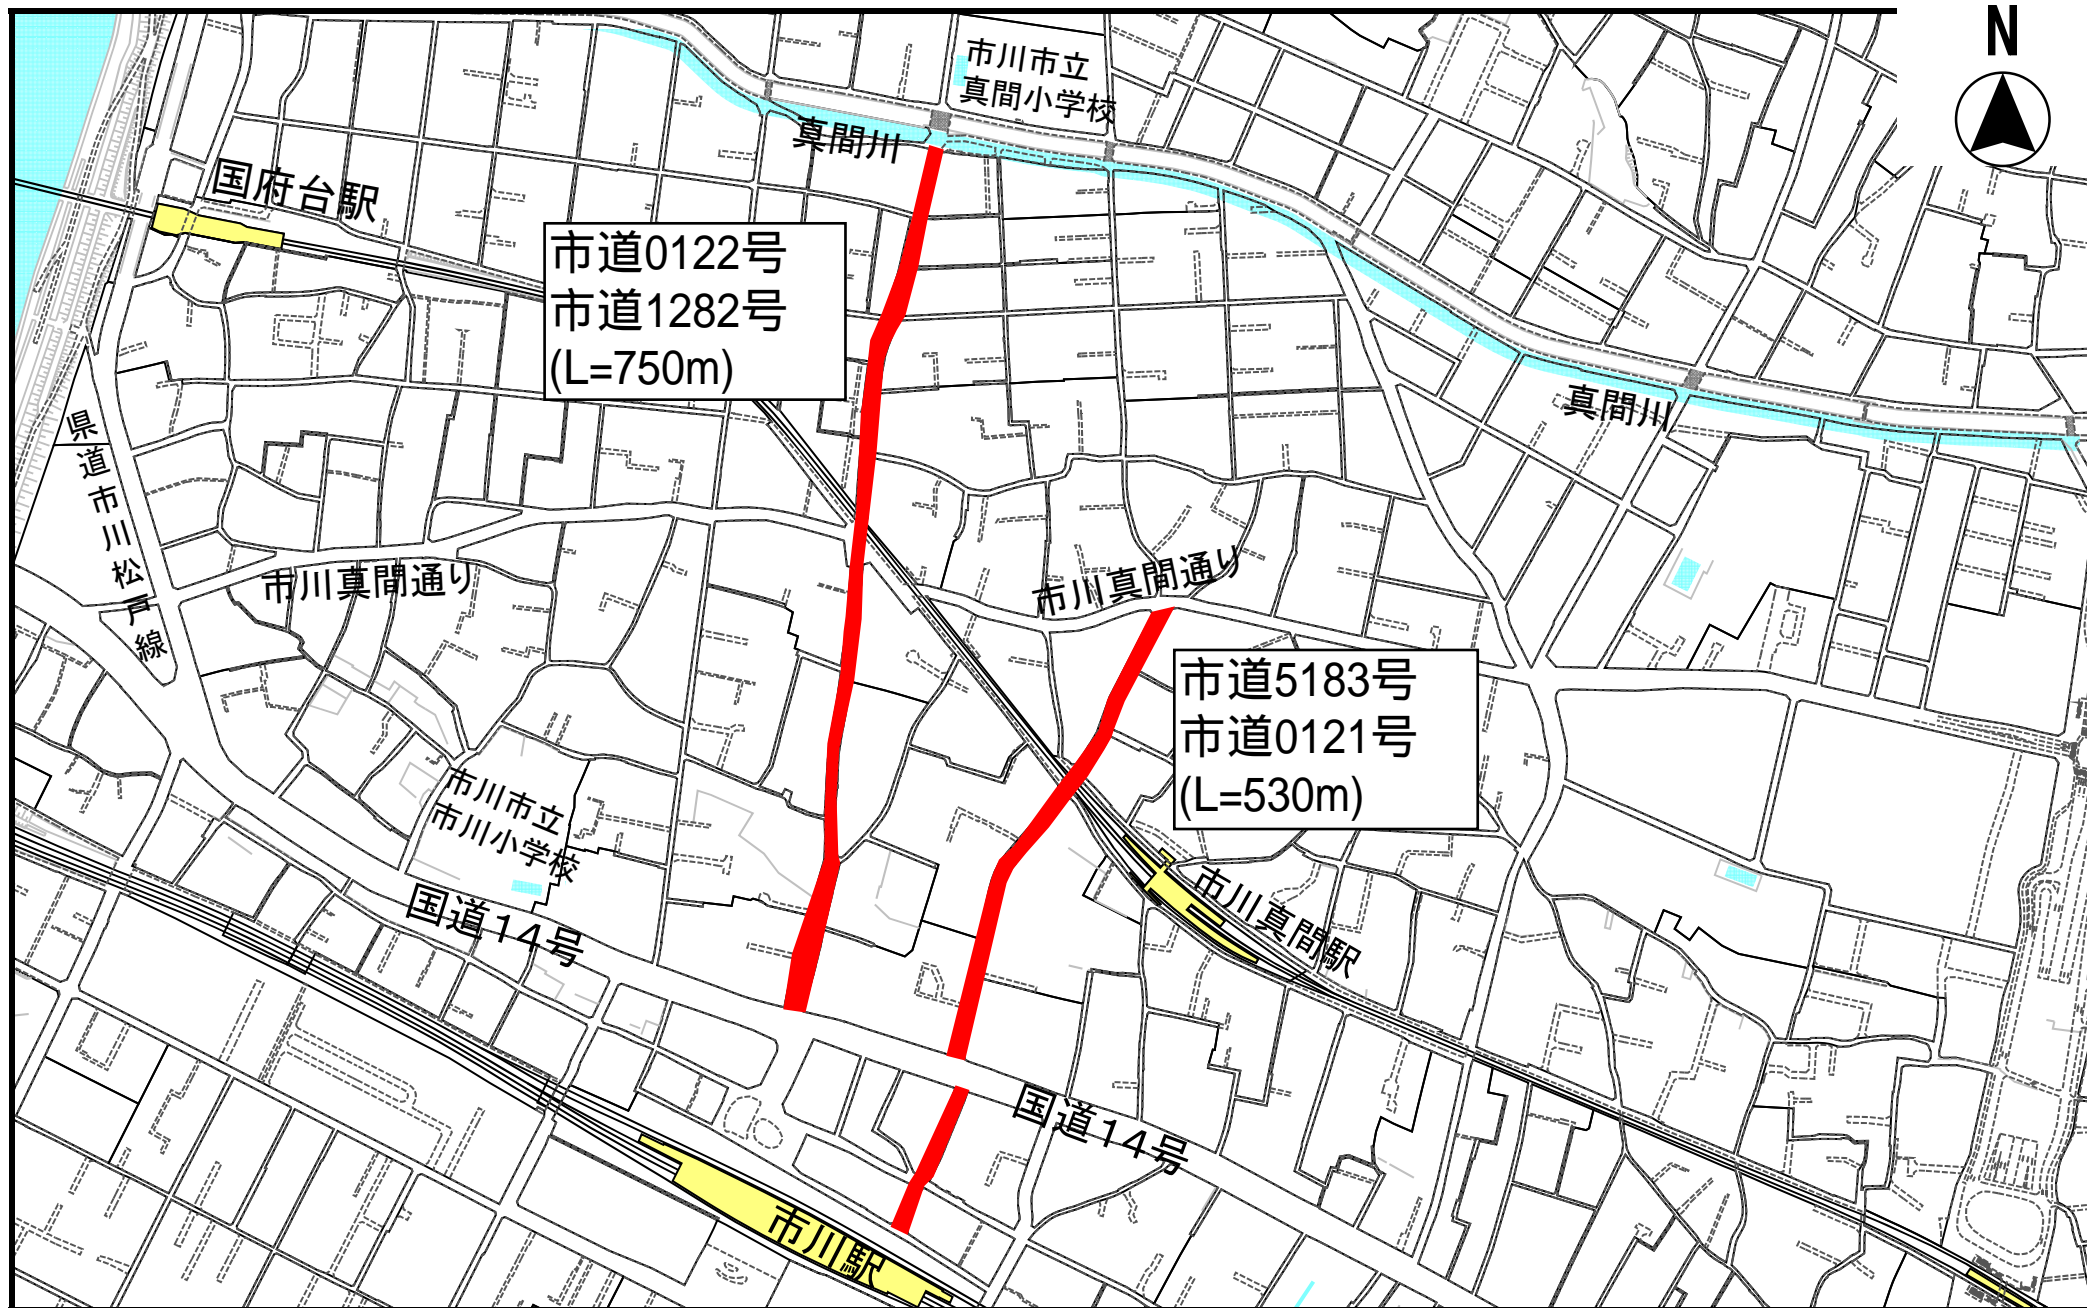 N
市川市立
真間小学校
真間川
国府台駅
市道0122号
市道1282号
(L=750m)
真間川
県道市川松戸線
市川真間通り
市川真間通り
市道5183号
市道0121号
(L=530m)
市川市立
市川小学校
国道14号
市川真間駅
国道14号
市川駅